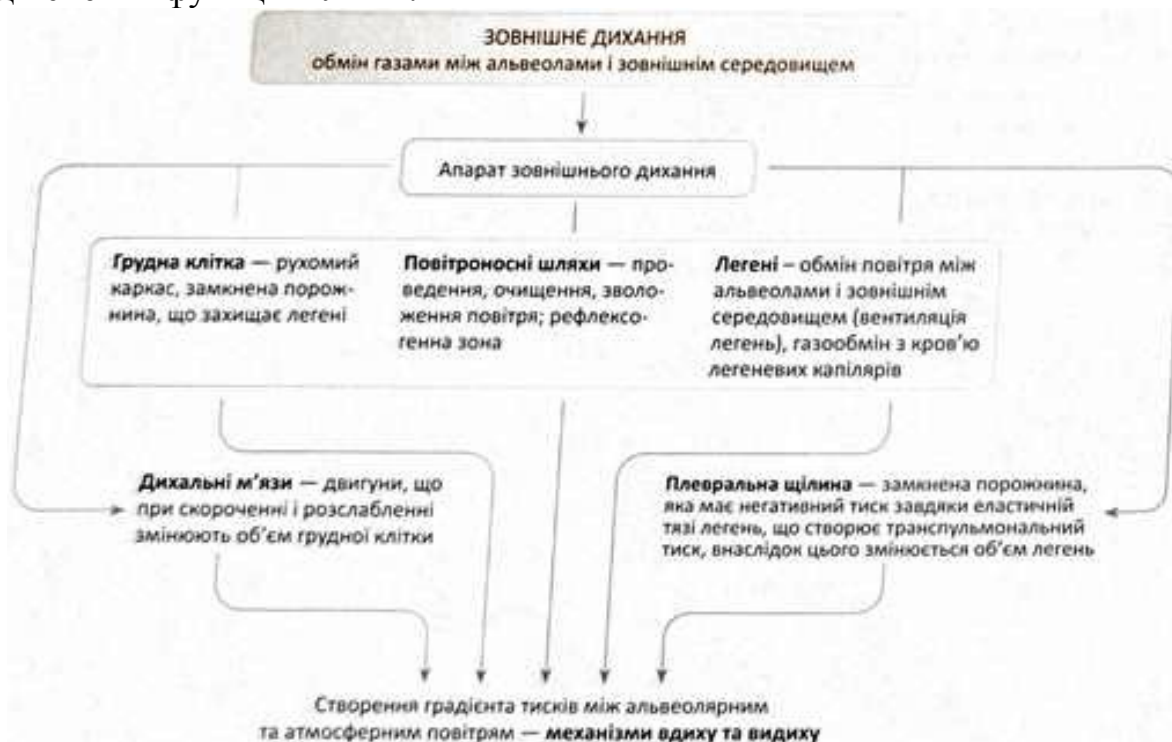 ЗОВНІШНЄ ДИХАННЯ
обмін газами між альвеолами і зовнішнім середовищем
Апарат зовнішнього дихання
Грудна клітка — рухомий
каркас, замкнена порож-
нина, що захищає легені
Повітроносні шляхи — про-
ведення, очищення, зволо-
ження повітря; рефлексо-
генна зона
Легені – обмін повітря між
альвеолами і зовнішнім
середовищем (вентиляція
легень), газообмін з кров’ю
легеневих капілярів
Дихальні м’язи — двигуни, що
при скороченні і розслабленні
змінюють об’єм грудної клітки
Плевральна щілина — замкнена порожнина,
яка має негативний тиск завдяки еластичній
тязі легень, що створює транспульмональний
тиск, внаслідок цього змінюється об’єм легень
Створення градієнта тисків між альвеолярним
та атмосферним повітрям — механізми вдиху та видиху